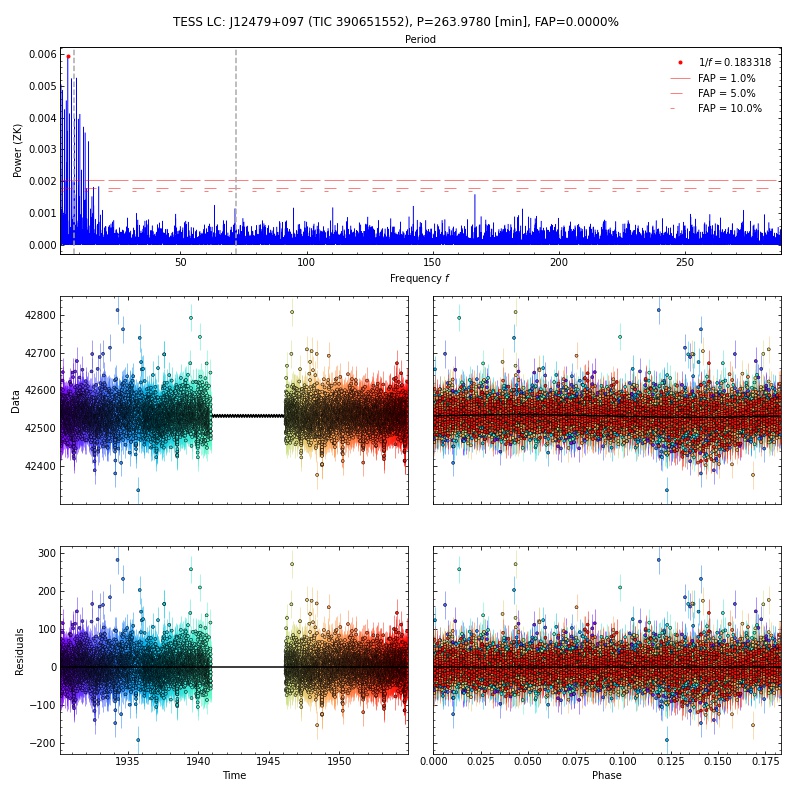 TESS LC: J12479+097 (TIC 390651552), P=263.9780 [min], FAP=0.0000%
Period
0.006
0.005
0.004
0.003
0.002
0.001
0.000
Power (ZK)
1/f = 0.183318
FAP = 1.0%
FAP = 5.0%
FAP = 10.0%
50 100 150 200 250
Frequency f
42800
42700
42600
42500
42400
Data
300
200
100
0
−100
−200
Residuals
1935 1940 1945 1950
Time
0.000 0.025 0.050 0.075 0.100 0.125 0.150 0.175
Phase